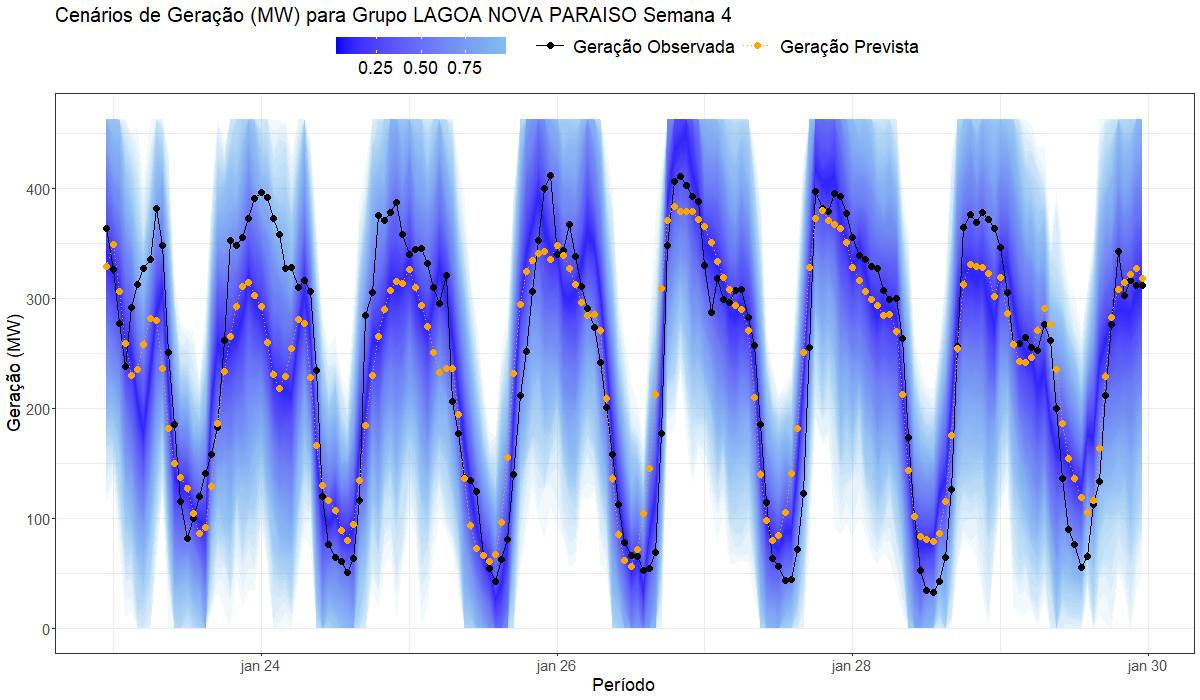 Cenários de Geração (MW) para Grupo LAGOA NOVA PARAISO Semana 4
0.25 0.50 0.75
Geração Observada
Geração Prevista
Geração (MW)
400
300
200
100
0
jan 24 jan 26 jan 28 jan 30
Período